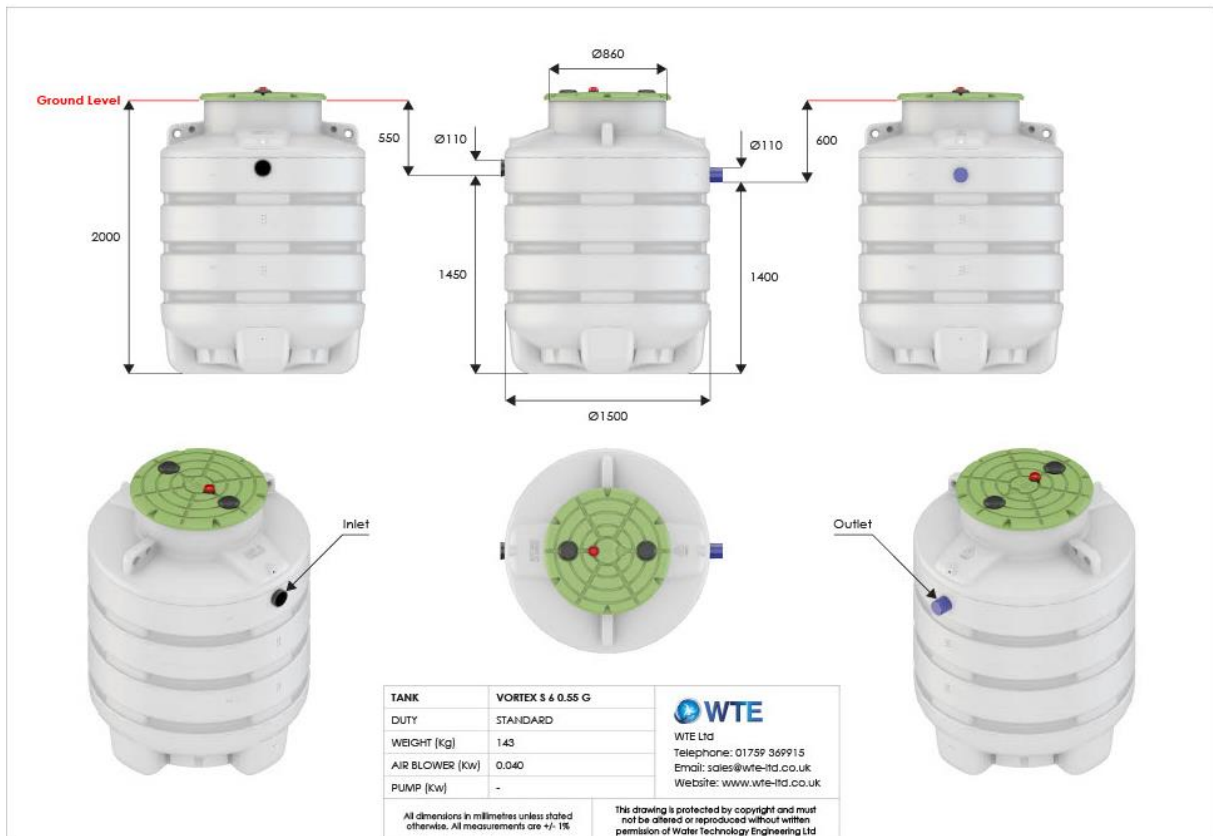 Ø860
Ground Level
550
Ø110
Ø110
600
2000
1450
1400
Ø1500
Inlet
Outlet
TANK VORTEX S 6 0.55 G
DUTY STANDARD
WEIGHT (Kg) 143
AIR BLOWER (Kw) 0.040
PUMP (Kw) -
WTE
WTE Ltd
Telephone: 01759 369915
Email: sales@wte-ltd.co.uk
Website: www.wte-ltd.co.uk
All dimensions in millimetres unless stated
otherwise. All measurements are +/- 1%
This drawing is protected by copyright and must
not be altered or reproduced without written
permission of Water Technology Engineering Ltd